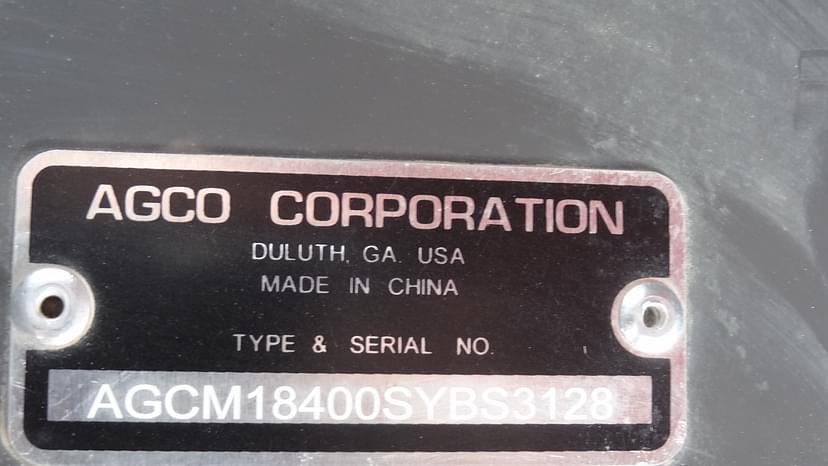 AGCO CORPORATION
DULUTH, GA. USA
MADE IN CHINA
TYPE & SERIAL NO.
AGCM18400SYBS3128